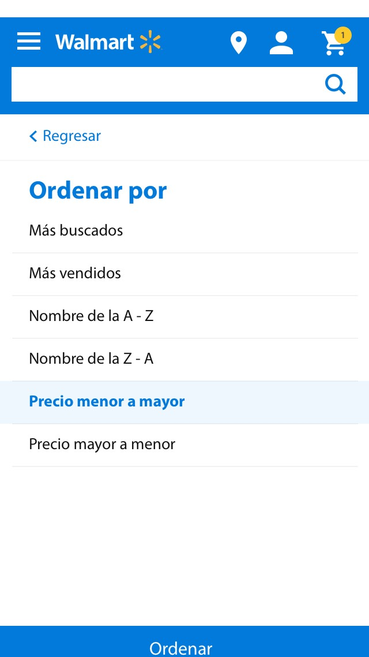 Walmart
1
Regresar
Ordenar por
Más buscados
Más vendidos
Nombre de la A - Z
Nombre de la Z - A
Precio menor a mayor
Precio mayor a menor
Ordenar